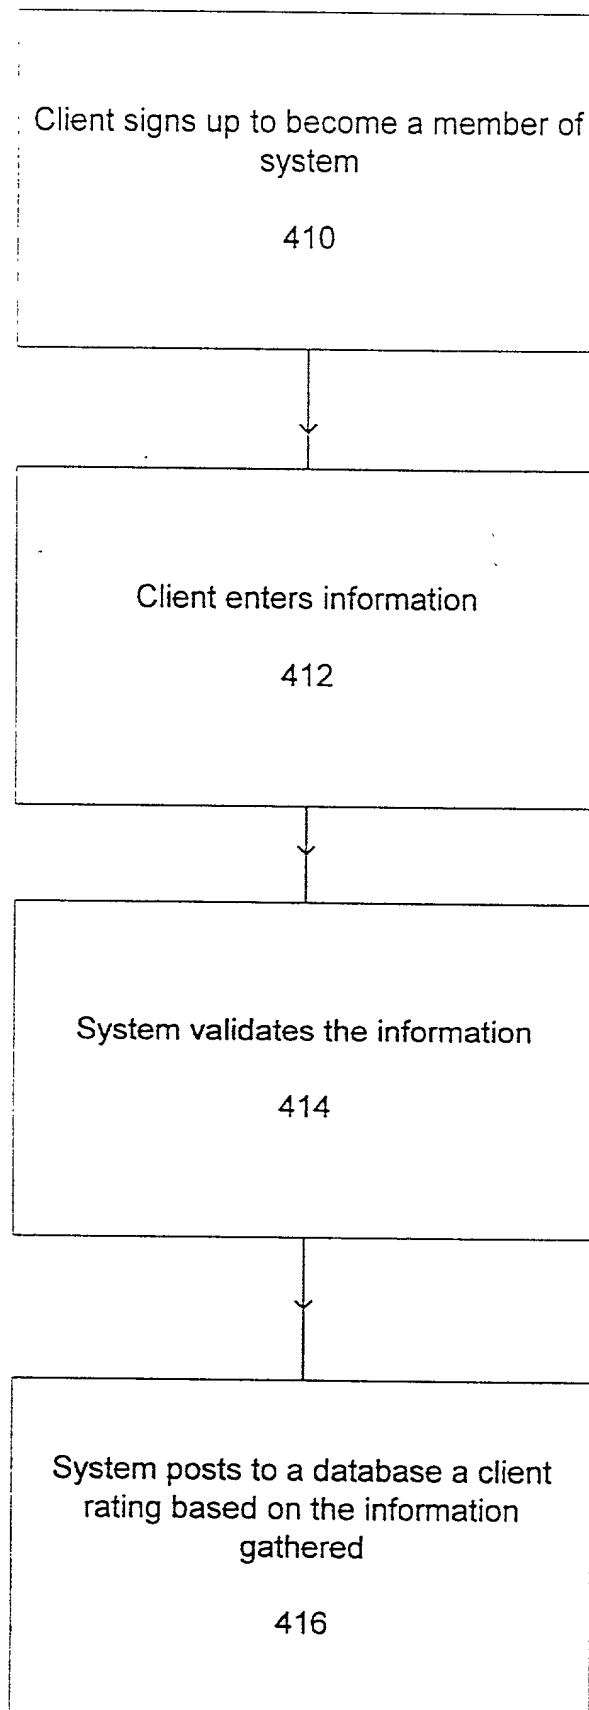 Client signs up to become a member of
system
410
Client enters information
412
System validates the information
414
System posts to a database a client
rating based on the information
gathered
416